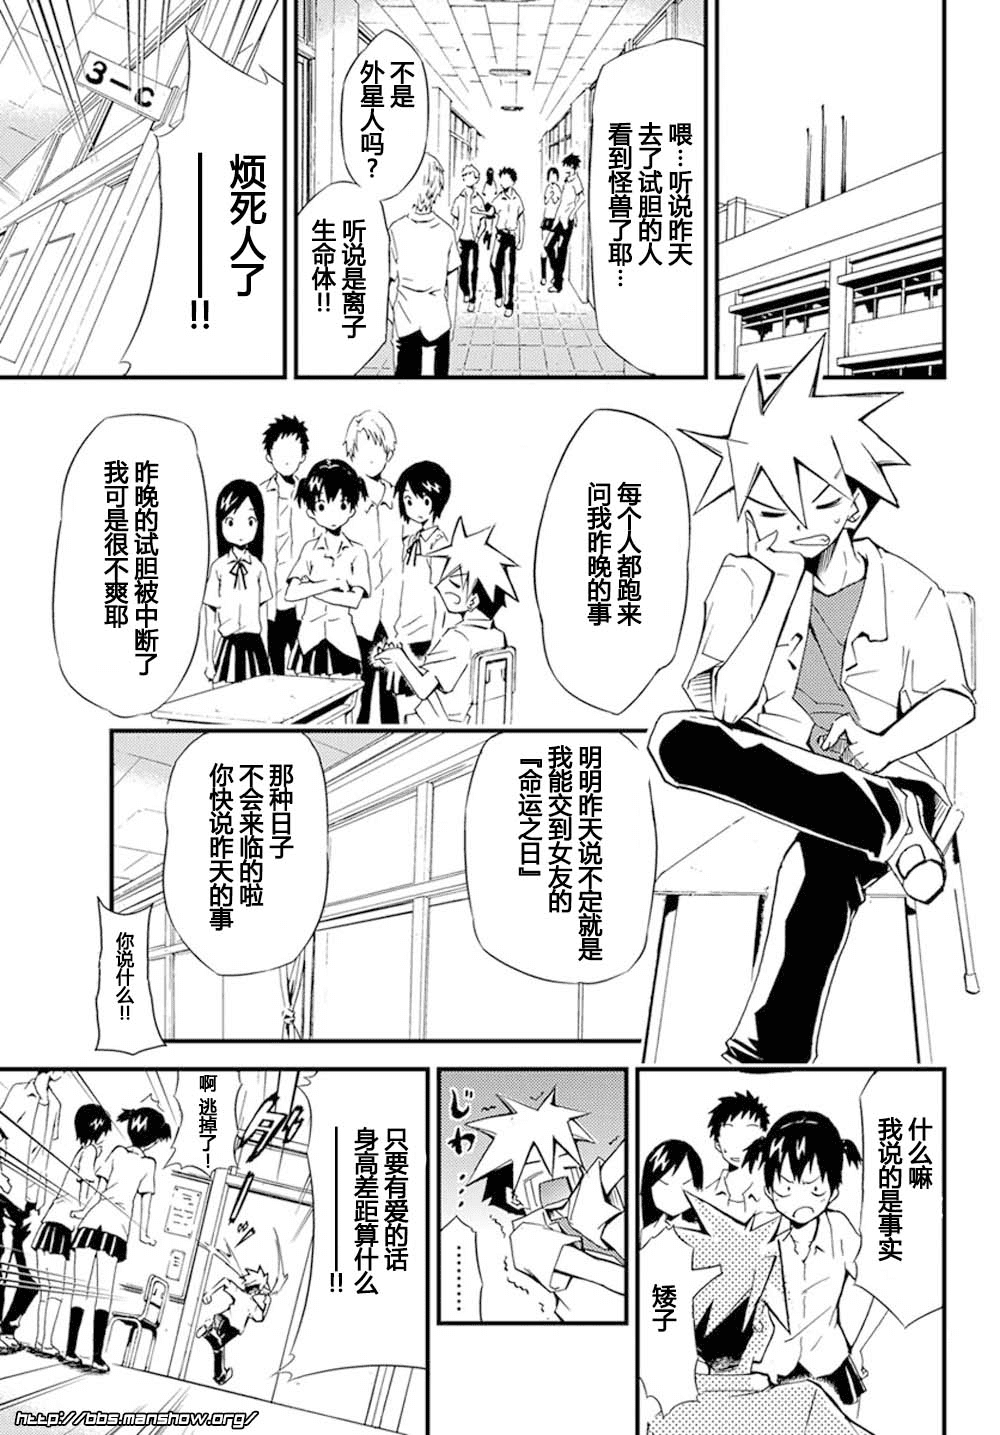 喂…听说昨天
去了试胆的人
看到怪兽了耶…
不是
外星人吗?
听说是离子
生命体!!
3-C
烦死人了
——!!
每个人都跑来
问我昨晚的事
昨晚的试胆被中断了
我可是很不爽耶
明明昨天说不定就是
我能交到女友的
『命运之日』
那种日子
不会来临的啦
你快说昨天的事
你说什么!!
什么嘛
我说的是事实
矮子
じわ
………
只要有爱的话
身高差距算什么
——!!
啊 逃掉了!
http://bbs.manshow.org/